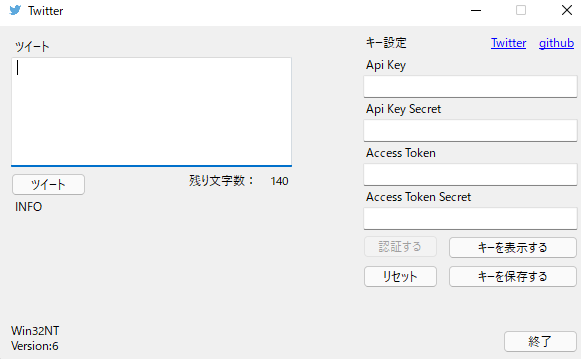 Twitter
ツイート
ツイート
残り文字数： 140
INFO
Win32NT
Version:6
キー設定 Twitter github
Api Key
Api Key Secret
Access Token
Access Token Secret
認証する キーを表示する
リセット キーを保存する
終了